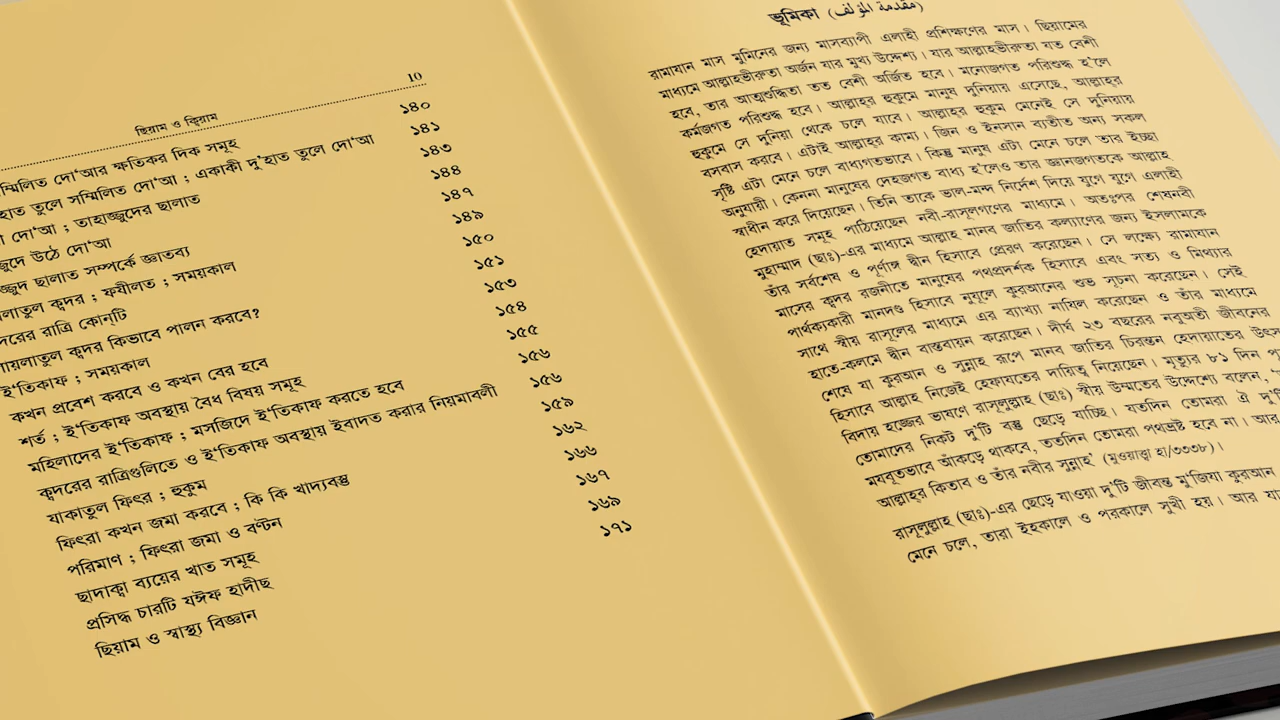 10
ছিয়াম ও ক্বিয়াম
ম্মিলিত দো'আর ক্ষতিকর দিক সমূহ ১৪০
হাত তুলে সম্মিলিত দো'আ ; একাকী দু'হাত তুলে দো'আ ১৪১
দো'আ ; তাহাজ্জুদের ছালাত ১৪৩
জুদে উঠে দো'আ ১৪৪
জ্জুদ ছালাত সম্পর্কে জ্ঞাতব্য ১৪৭
লাতুল ক্বদর ; ফযীলত ; সময়কাল ১৪৯
দরের রাত্রি কোন্‌টি ১৫০
য়লাতুল ক্বদর কিভাবে পালন করবে? ১৫১
ই'তিকাফ ; সময়কাল ১৫৩
কখন প্রবেশ করবে ও কখন বের হবে ১৫৪
শর্ত ; ই'তিকাফ অবস্থায় বৈধ বিষয় সমূহ ১৫৫
মহিলাদের ই'তিকাফ ; মসজিদে ই'তিকাফ করতে হবে ১৫৬
ক্বদরের রাত্রিগুলিতে ও ই'তিকাফ অবস্থায় ইবাদত করার নিয়মাবলী ১৫৬
যাকাতুল ফিৎর ; হুকুম ১৫৯
ফিৎরা কখন জমা করবে ; কি কি খাদ্যবস্তু ১৬২
পরিমাণ ; ফিৎরা জমা ও বণ্টন ১৬৬
ছাদাক্বা ব্যয়ের খাত সমূহ ১৬৭
প্রসিদ্ধ চারটি যঈফ হাদীছ ১৬৯
ছিয়াম ও স্বাস্থ্য বিজ্ঞান ১৭১
ভূমিকা (مقدمة المؤلف)
রামাযান মাস মুমিনের জন্য মাসব্যাপী এলাহী প্রশিক্ষণের মাস। ছিয়ামের
মাধ্যমে আল্লাহভীরুতা অর্জন যার মুখ্য উদ্দেশ্য। যার আল্লাহভীরুতা যত বেশী
হবে, তার আত্মশুদ্ধিতা তত বেশী অর্জিত হবে। মনোজগত পরিশুদ্ধ হ'লে
কর্মজগত পরিশুদ্ধ হবে। আল্লাহর হুকুমে মানুষ দুনিয়ায় এসেছে, আল্লাহর
হুকুমে সে দুনিয়া থেকে চলে যাবে। আল্লাহর হুকুম মেনেই সে দুনিয়ায়
বসবাস করবে। এটাই আল্লাহর কাম্য। জিন ও ইনসান ব্যতীত অন্য সকল
সৃষ্টি এটা মেনে চলে বাধ্যগতভাবে। কিন্তু মানুষ এটা মেনে চলে তার ইচ্ছা
অনুযায়ী। কেননা মানুষের দেহজগত বাধ্য হ'লেও তার জ্ঞানজগতকে আল্লাহ
স্বাধীন করে দিয়েছেন। তিনি তাকে ভাল-মন্দ নির্দেশ দিয়ে যুগে যুগে এলাহী
হেদায়াত সমূহ পাঠিয়েছেন নবী-রাসূলগণের মাধ্যমে। অতঃপর শেষনবী
মুহাম্মাদ (ছাঃ)-এর মাধ্যমে আল্লাহ মানব জাতির কল্যাণের জন্য ইসলামকে
তাঁর সর্বশেষ ও পূর্ণাঙ্গ দ্বীন হিসাবে প্রেরণ করেছেন। সে লক্ষ্যে রামাযান
মাসের ক্বদর রজনীতে মানুষের পথপ্রদর্শক হিসাবে এবং সত্য ও মিথ্যার
পার্থক্যকারী মানদণ্ড হিসাবে নুযূলে কুরআনের শুভ সূচনা করেছেন। সেই
সাথে স্বীয় রাসূলের মাধ্যমে এর ব্যাখ্যা নাযিল করেছেন ও তাঁর মাধ্যমে
হাতে-কলমে দ্বীন বাস্তবায়ন করেছেন। দীর্ঘ ২৩ বছরের নবুঅতী জীবনের
শেষে যা কুরআন ও সুন্নাহ রূপে মানব জাতির চিরন্তন হেদায়াতের উৎস
হিসাবে আল্লাহ নিজেই হেফাযতের দায়িত্ব নিয়েছেন। মৃত্যুর ৮১ দিন পূ
বিদায় হজ্জের ভাষণে রাসূলুল্লাহ (ছাঃ) স্বীয় উম্মতের উদ্দেশ্যে বলেন,
তোমাদের নিকট দু'টি বস্তু ছেড়ে যাচ্ছি। যতদিন তোমরা ঐ দু'
মযবূতভাবে আঁকড়ে থাকবে, ততদিন তোমরা পথভ্রষ্ট হবে না। আর
আল্লাহর কিতাব ও তাঁর নবীর সুন্নাহ' (মুওয়াত্ত্বা হা/৩৩৩৮)।
রাসূলুল্লাহ (ছাঃ)-এর ছেড়ে যাওয়া দু'টি জীবন্ত মু'জিযা কুরআন
মেনে চলে, তারা ইহকালে ও পরকালে সুখী হয়। আর যা